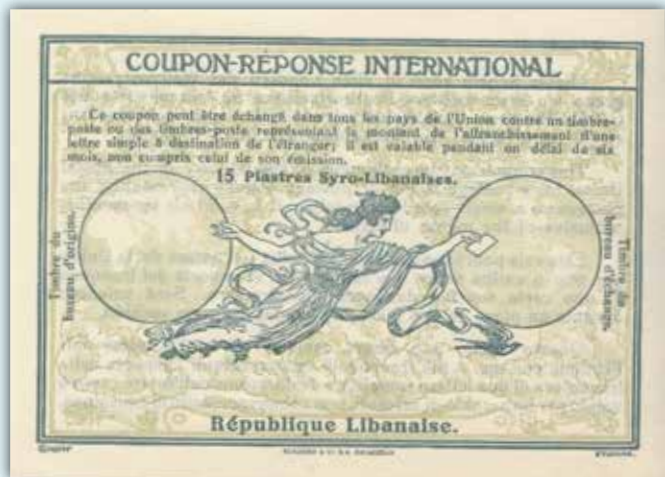 COUPON-RÉPONSE INTERNATIONAL
Ce coupon peut être échangé dans tous les pays de l'Union contre un timbre-
poste ou des timbres-poste représentant le montant de l'affranchissement d'une
lettre simple à destination de l'étranger; il est valable pendant un délai de six
mois, non compris celui de son émission.
15 Piastres Syro-Libanaises.
Timbre du
bureau d'origine.
Timbre du
bureau d'échange.
République Libanaise.